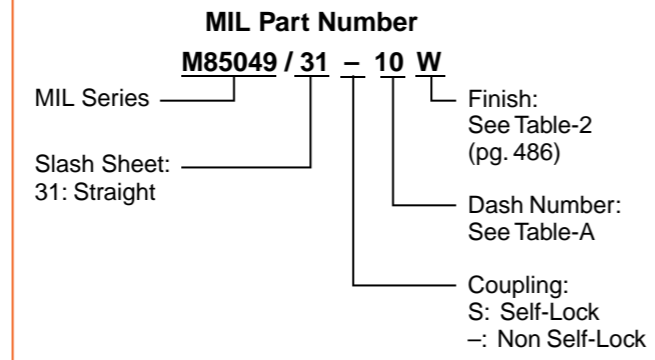 MIL Part Number
M85049 / 31 – 10 W
MIL Series
Finish:
See Table-2
(pg. 486)
Slash Sheet:
31: Straight
Dash Number:
See Table-A
Coupling:
S: Self-Lock
–: Non Self-Lock